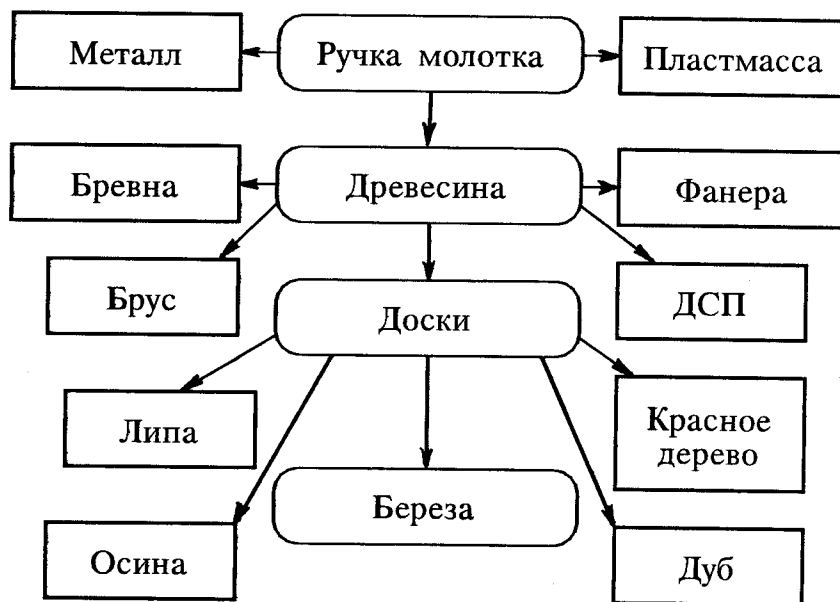 Металл
Ручка молотка
Пластмасса
Бревна
Древесина
Фанера
Брус
Доски
ДСП
Липа
Красное
дерево
Береза
Осина
Дуб